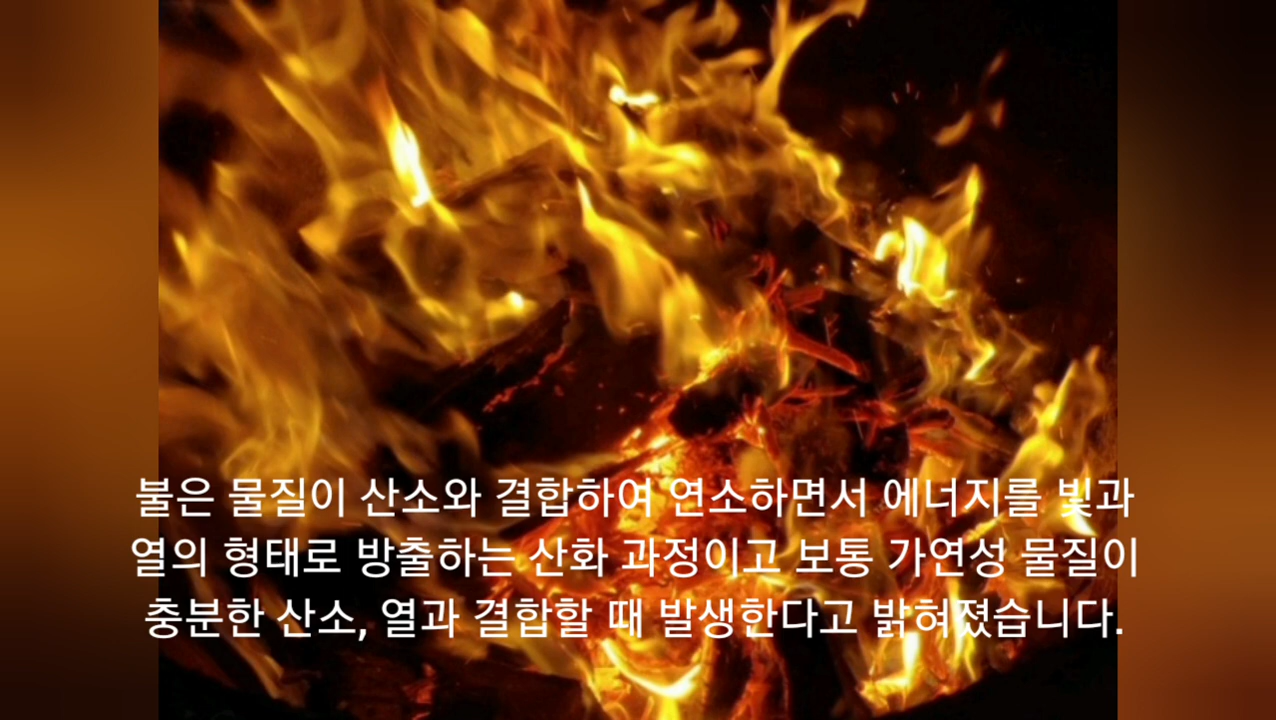 불은 물질이 산소와 결합하여 연소하면서 에너지를 빛과
열의 형태로 방출하는 산화 과정이고 보통 가연성 물질이
충분한 산소, 열과 결합할 때 발생한다고 밝혀졌습니다.